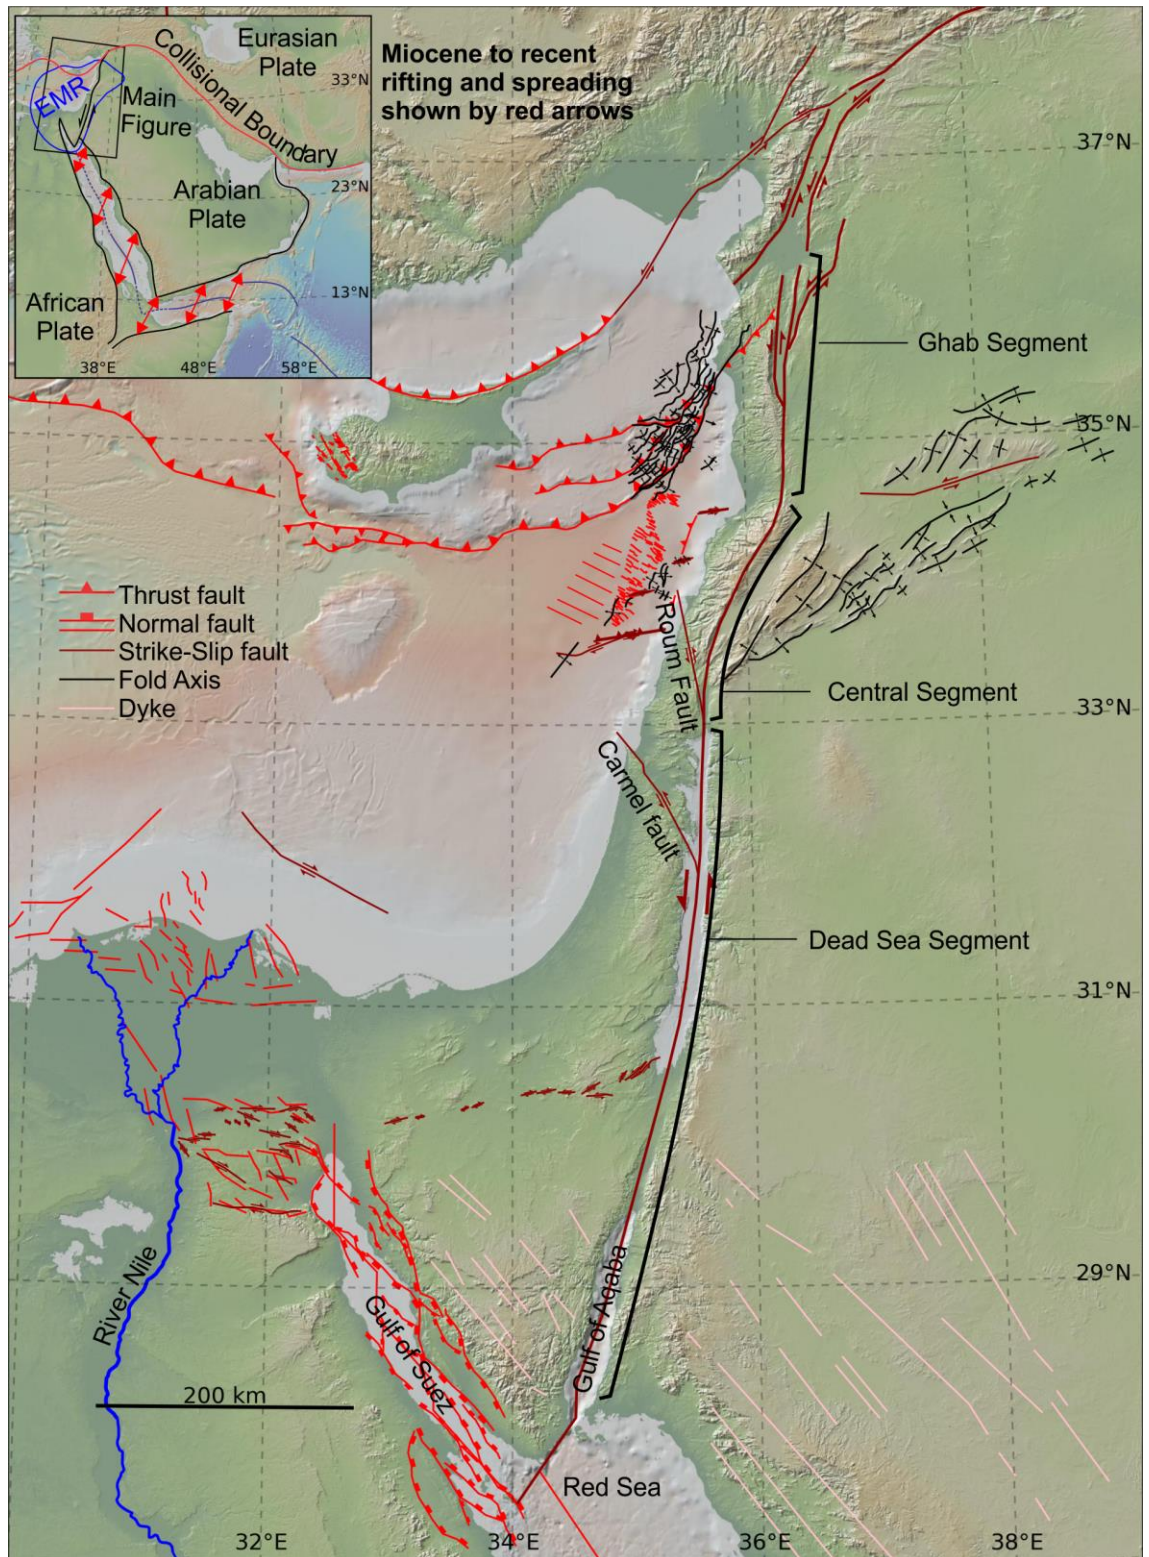 Eurasian
Plate
Collisional Boundary
33°N
EMR
Main
Figure
23°N
Arabian
Plate
African
Plate
13°N
38°E
48°E
58°E
Miocene to recent
rifting and spreading
shown by red arrows
37°N
Ghab Segment
35°N
Thrust fault
Normal fault
Strike-Slip fault
Fold Axis
Dyke
Roum Fault
Central Segment
33°N
Carmel fault
Dead Sea Segment
31°N
29°N
River Nile
Gulf of Suez
Gulf of Aqaba
200 km
Red Sea
32°E
34°E
36°E
38°E